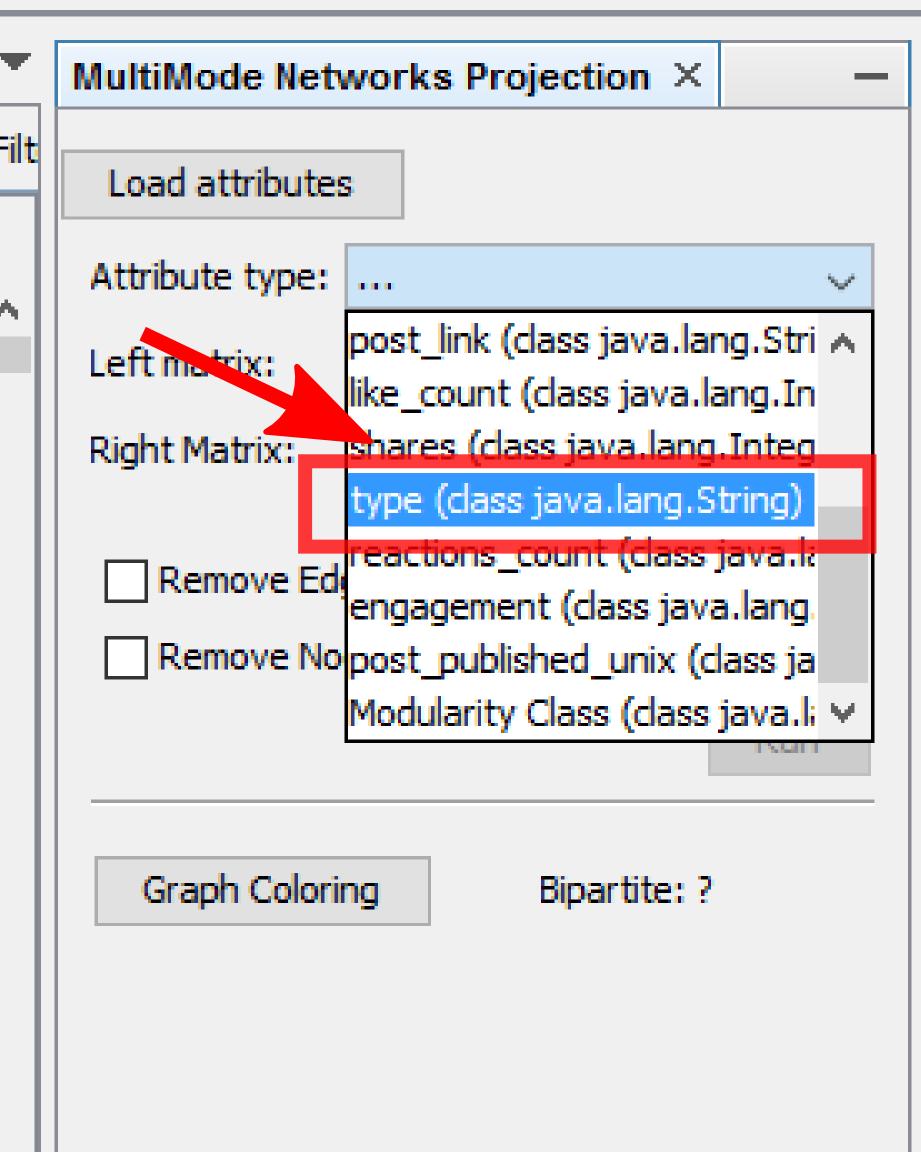 MultiMode Networks Projection
Filt
Load attributes
Attribute type: ...
Left matrix:
Right Matrix:
post_link (class java.lang.Stri
like_count (class java.lang.In
shares (class java.lang.Integ
type (class java.lang.String)
reactions_count (class java.la
engagement (class java.lang.
post_published_unix (class ja
Modularity Class (class java.la
Remove Edg
Remove No
Run
Graph Coloring
Bipartite: ?